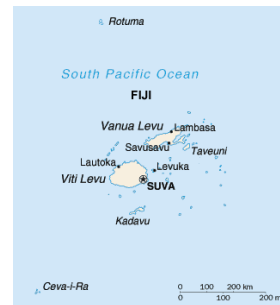 Rotuma
South Pacific Ocean
FIJI
Vanua Levu
Lambasa
Savusavu
Taveuni
Lautoka
Levuka
Viti Levu
SUVA
Kadavu
Ceva-i-Ra
0 100 200 km
0 100 200 mi